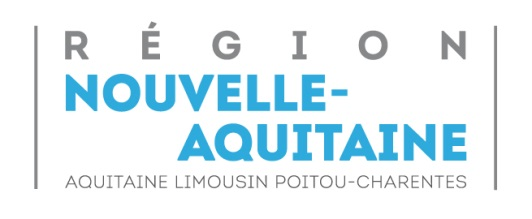 RÉGION
NOUVELLE-
AQUITAINE
AQUITAINE LIMOUSIN POITOU-CHARENTES